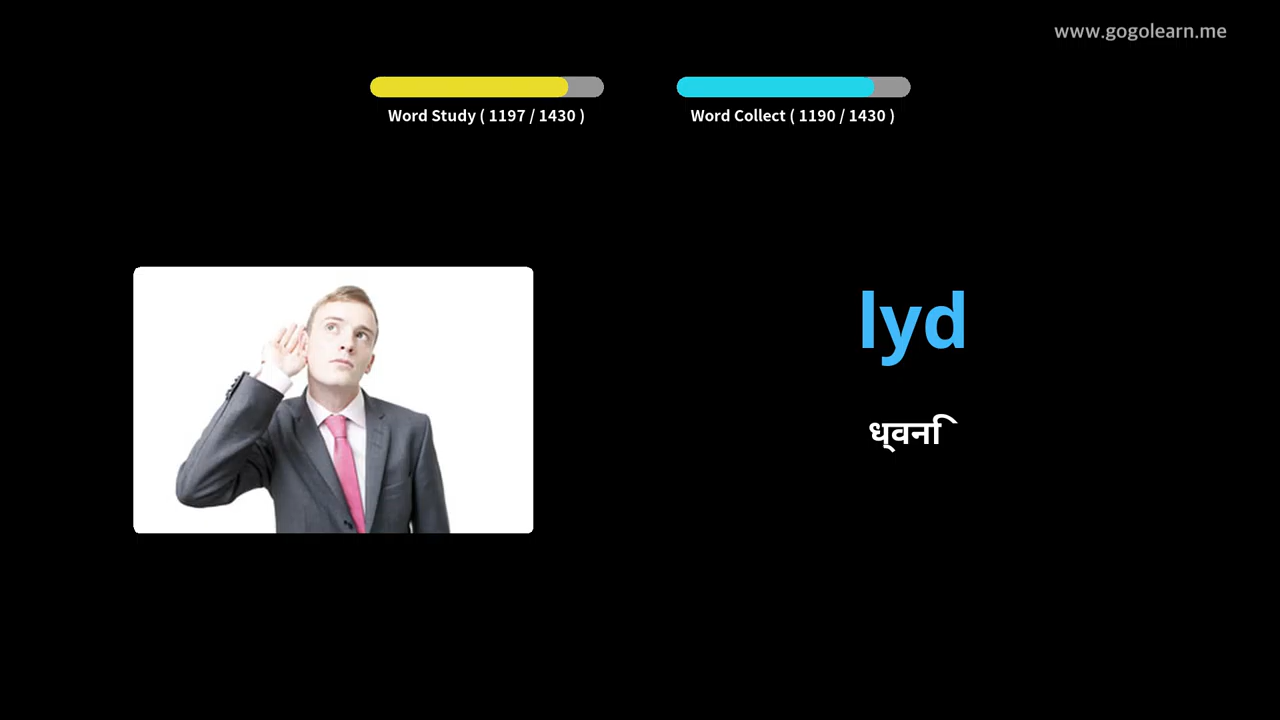 www.gogolearn.me
Word Study ( 1197 / 1430 )
Word Collect ( 1190 / 1430 )
lyd
ध्वनि